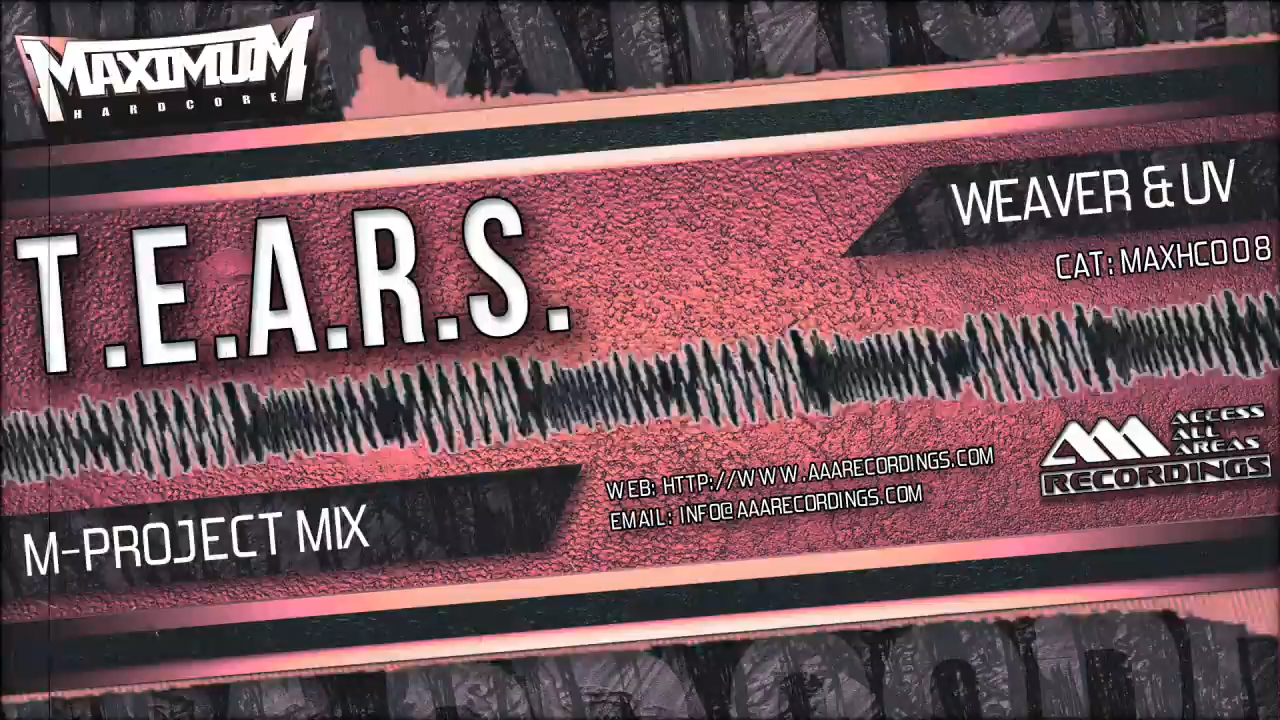 MAXIMUM
HARDCORE
WEAVER & UV
CAT: MAXHC008
T.E.A.R.S.
ACCESS
ALL
AREAS
RECORDINGS
WEB: HTTP://WWW.AAARECORDINGS.COM
EMAIL: INFO@AAARECORDINGS.COM
M-PROJECT MIX